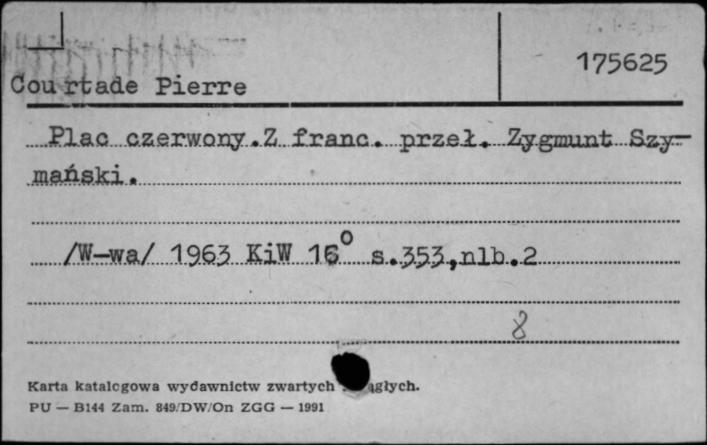 175625
Courtade Pierre
Plac czerwony.Z franc. przeł. Zygmunt Szy-
mański.
/W-wa/ 1963 KiW 16° s.353,nlb.2
8
Karta katalogowa wydawnictw zwartych
PU — B144 Zam. 849/DW/On ZGG — 1991